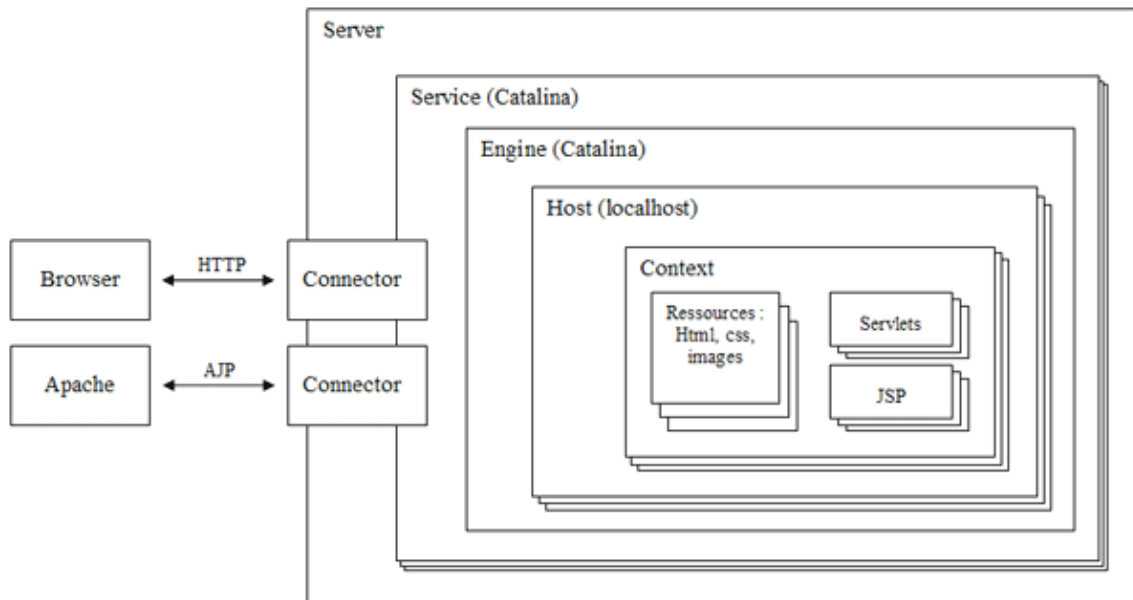 Server
Service (Catalina)
Engine (Catalina)
Host (localhost)
Context
Ressources :
Html, css,
images
Servlets
JSP
Browser
HTTP
Connector
Apache
AJP
Connector